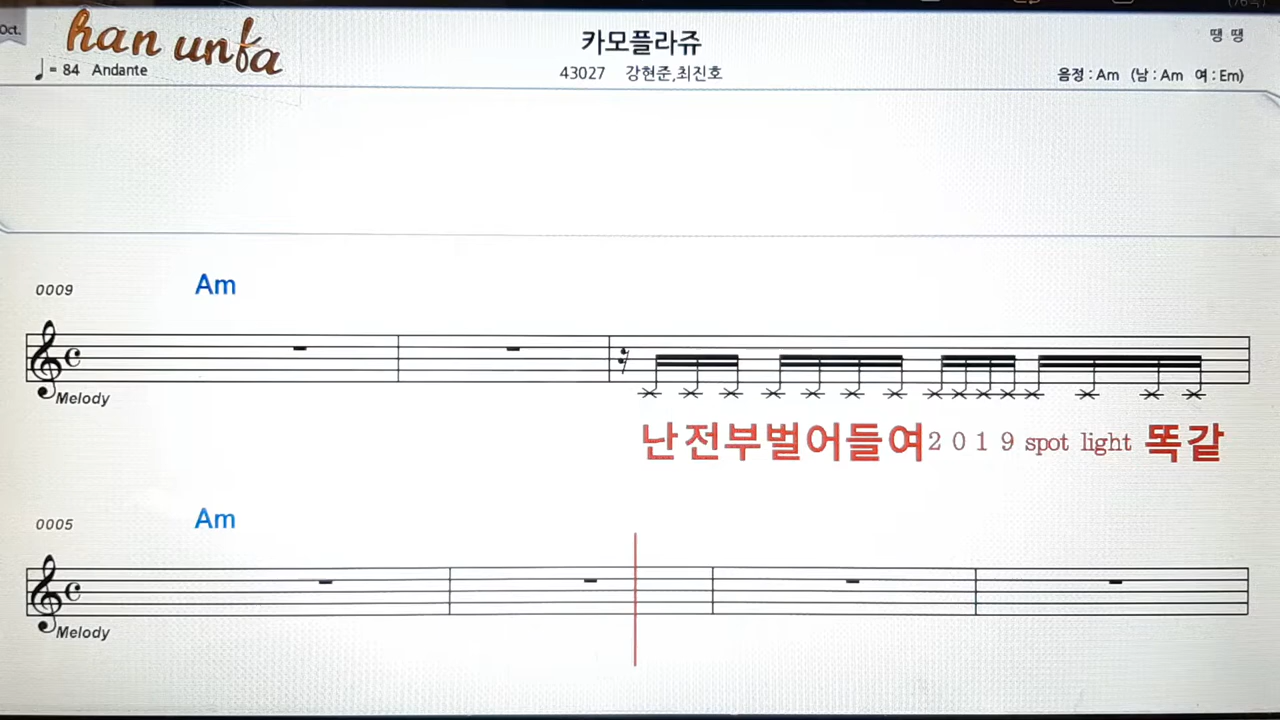 Oct.
han unfa
♩= 84 Andante
카모플라쥬
43027 강현준,최진호
땡 땡
음정 : Am (남 : Am 여 : Em)
0009 Am
Melody
난전부벌어들여2 0 1 9 spot light 똑같
0005 Am
Melody